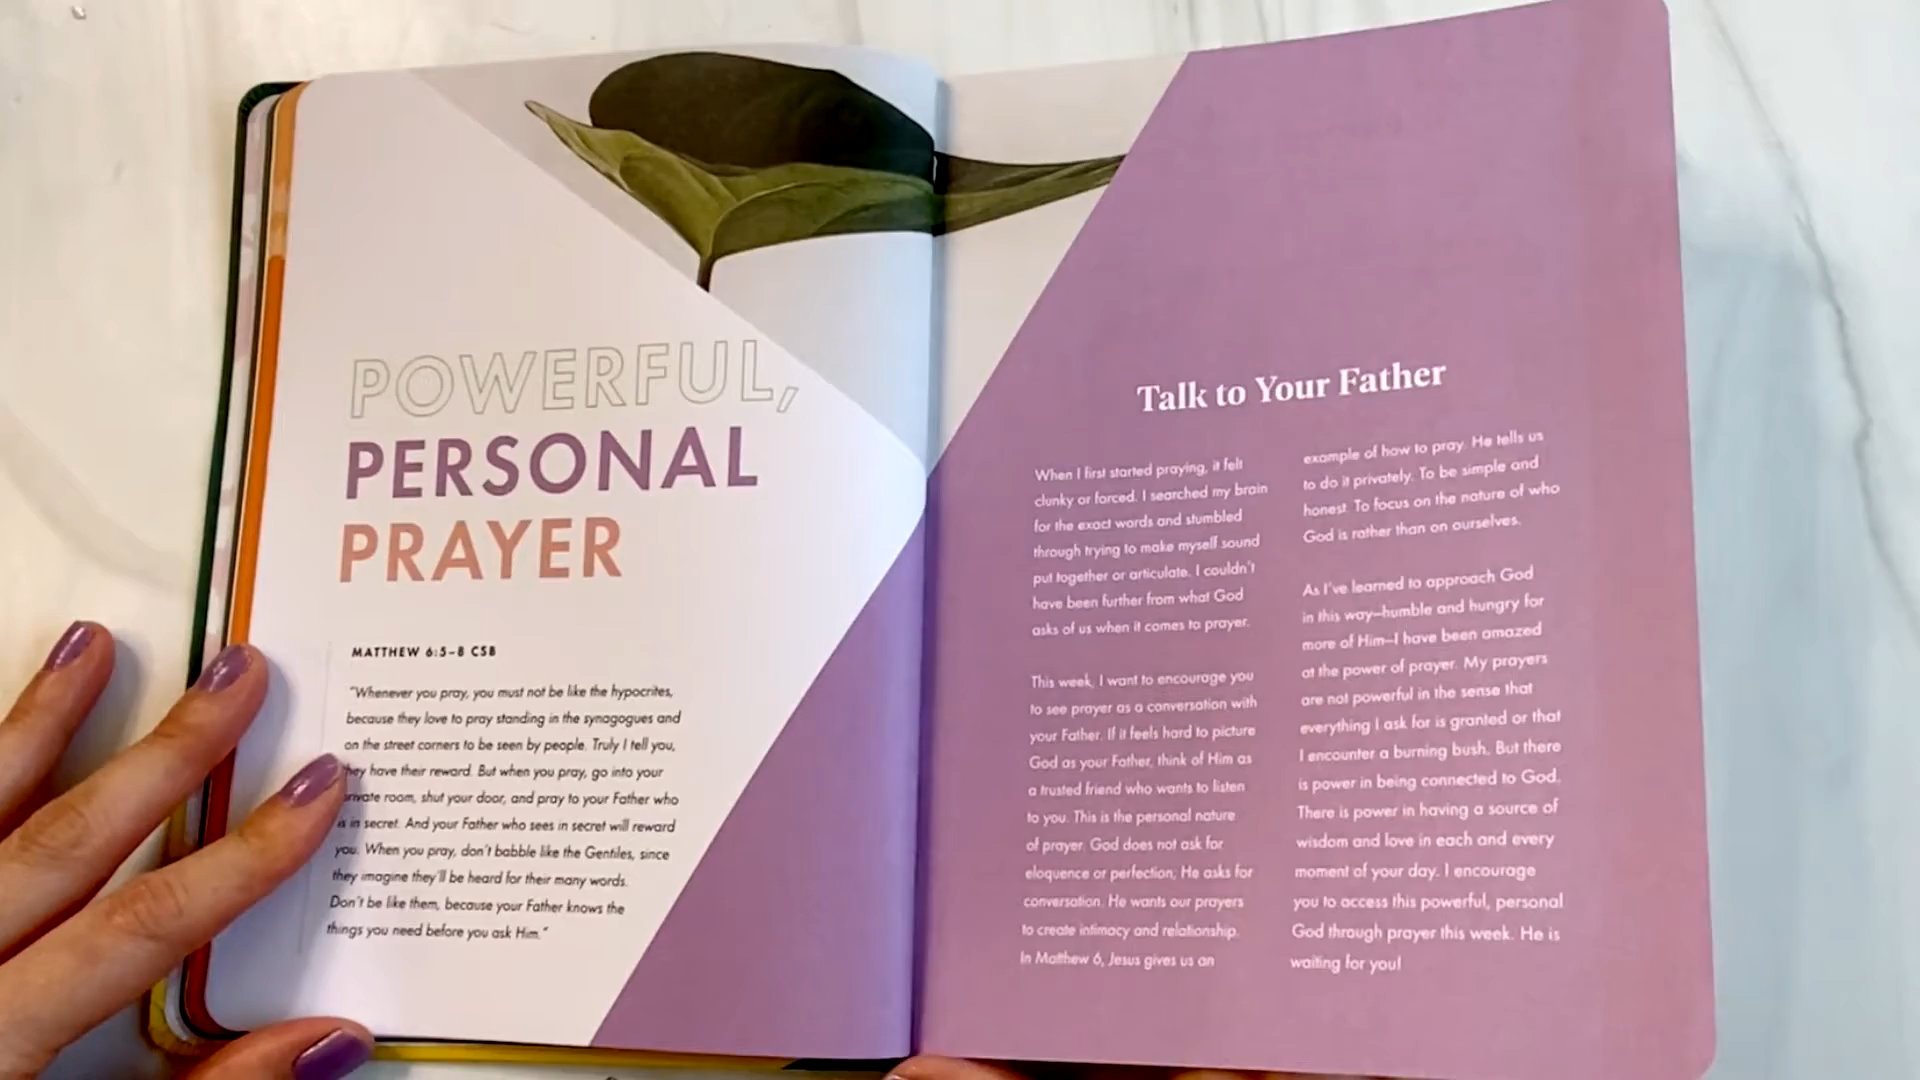 POWERFUL,
PERSONAL
PRAYER
MATTHEW 6:5–8 CSB
"Whenever you pray, you must not be like the hypocrites,
because they love to pray standing in the synagogues and
on the street corners to be seen by people. Truly I tell you,
they have their reward. But when you pray, go into your
private room, shut your door, and pray to your Father who
is in secret. And your Father who sees in secret will reward
you. When you pray, don't babble like the Gentiles, since
they imagine they'll be heard for their many words.
Don't be like them, because your Father knows the
things you need before you ask Him."
Talk to Your Father
When I first started praying, it felt
clunky or forced. I searched my brain
for the exact words and stumbled
through trying to make myself sound
put together or articulate. I couldn't
have been further from what God
asks of us when it comes to prayer.
This week, I want to encourage you
to see prayer as a conversation with
your Father. If it feels hard to picture
God as your Father, think of Him as
a trusted friend who wants to listen
to you. This is the personal nature
of prayer. God does not ask for
eloquence or perfection; He asks for
conversation. He wants our prayers
to create intimacy and relationship.
In Matthew 6, Jesus gives us an
example of how to pray. He tells us
to do it privately. To be simple and
honest. To focus on the nature of who
God is rather than on ourselves.
As I've learned to approach God
in this way—humble and hungry for
more of Him—I have been amazed
at the power of prayer. My prayers
are not powerful in the sense that
everything I ask for is granted or that
I encounter a burning bush. But there
is power in being connected to God.
There is power in having a source of
wisdom and love in each and every
moment of your day. I encourage
you to access this powerful, personal
God through prayer this week. He is
waiting for you!